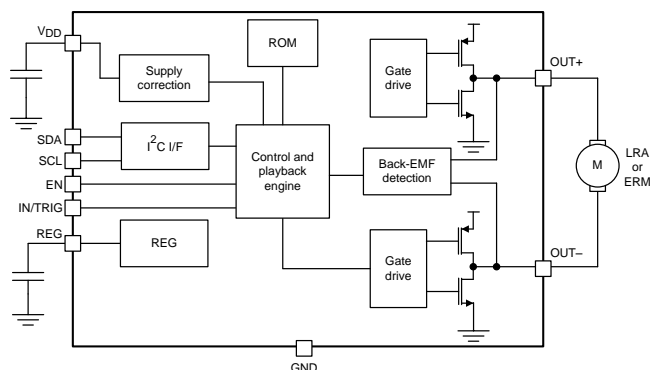 VDD
ROM
OUT+
Supply
correction
Gate
drive
SDA
SCL
I2C I/F
Control and
playback
engine
Back-EMF
detection
M
LRA
or
ERM
EN
IN/TRIG
REG
REG
Gate
drive
OUT–
GND